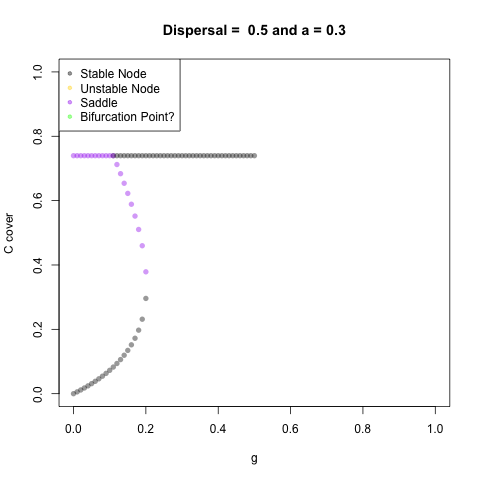 Dispersal =  0.5 and a = 0.3
Stable Node
Unstable Node
Saddle
Bifurcation Point?
C cover
1.0
0.8
0.6
0.4
0.2
0.0
0.0 0.2 0.4 0.6 0.8 1.0
g